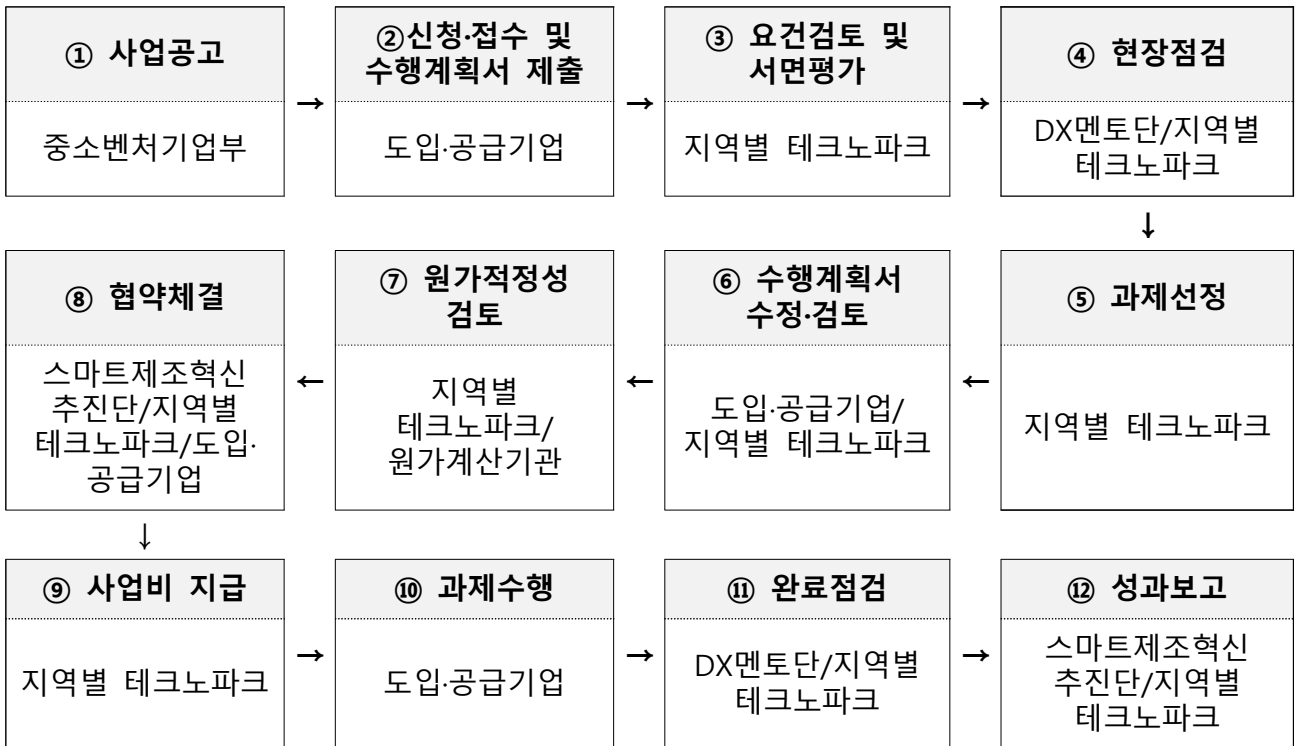 ① 사업공고
중소벤처기업부
→
②신청·접수 및
수행계획서 제출
도입·공급기업
→
③ 요건검토 및
서면평가
지역별 테크노파크
→
④ 현장점검
DX멘토단/지역별
테크노파크
↓
⑤ 과제선정
지역별 테크노파크
←
⑥ 수행계획서
수정·검토
도입·공급기업/
지역별 테크노파크
←
⑦ 원가적정성
검토
지역별
테크노파크/
원가계산기관
←
⑧ 협약체결
스마트제조혁신
추진단/지역별
테크노파크/도입·
공급기업
↓
⑨ 사업비 지급
지역별 테크노파크
→
⑩ 과제수행
도입·공급기업
→
⑪ 완료점검
DX멘토단/지역별
테크노파크
→
⑫ 성과보고
스마트제조혁신
추진단/지역별
테크노파크